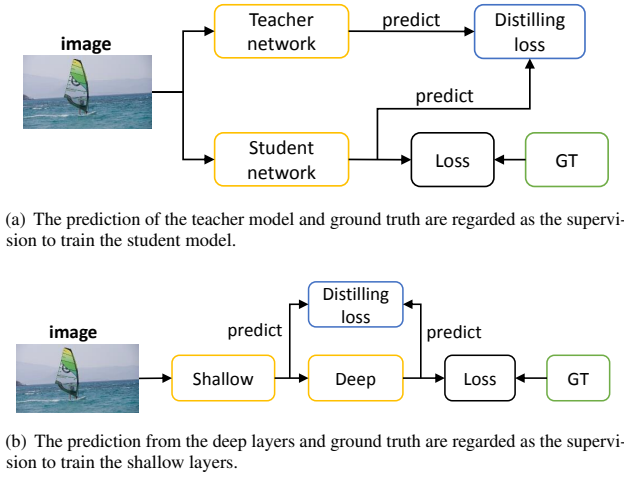 image
Teacher
network
predict
Distilling
loss
predict
Student
network
Loss
GT
(a) The prediction of the teacher model and ground truth are regarded as the supervi-
sion to train the student model.
image
Distilling
loss
predict
predict
Shallow
Deep
Loss
GT
(b) The prediction from the deep layers and ground truth are regarded as the supervi-
sion to train the shallow layers.